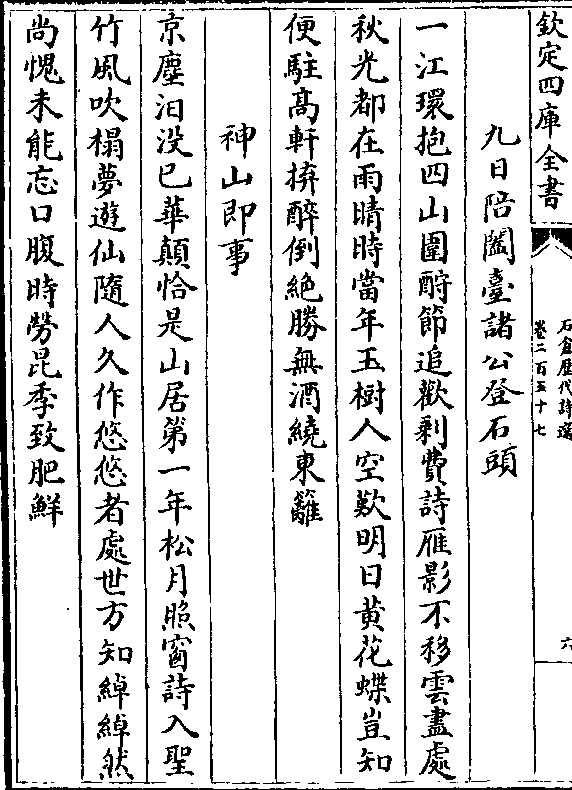 欽定四庫全書
石倉歷代詩選
卷二百五十七
六
九日陪閫臺諸公登石頭
一江環抱四山圍酹節追歡剩費詩雁影不移雲盡處
秋光都在雨晴時當年玉樹人空歎明日黄花蝶豈知
便駐髙軒拚醉倒絶勝無酒繞東籬
神山即事
京塵汩没已華顛恰是山居第一年松月照窗詩入聖
竹風吹榻夢遊仙隨人久作悠悠者處世方知綽綽然
尚愧未能忘口腹時勞昆季致肥鮮